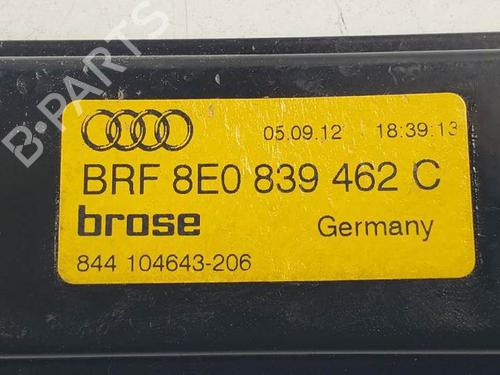 B-PARTS
05.09.12 18:39:13
BRF 8E0 839 462 C
brose Germany
844 104643-206